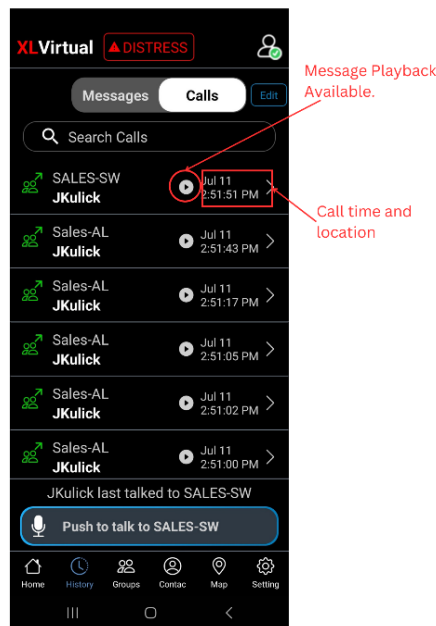 XLVirtual DISTRESS
Messages Calls Edit
Message Playback
Available.
Search Calls
SALES-SW
JKulick
Jul 11
2:51:51 PM
Call time and
location
Sales-AL
JKulick
Jul 11
2:51:43 PM
Sales-AL
JKulick
Jul 11
2:51:17 PM
Sales-AL
JKulick
Jul 11
2:51:05 PM
Sales-AL
JKulick
Jul 11
2:51:02 PM
Sales-AL
JKulick
Jul 11
2:51:00 PM
JKulick last talked to SALES-SW
Push to talk to SALES-SW
Home History Groups Contac Map Setting